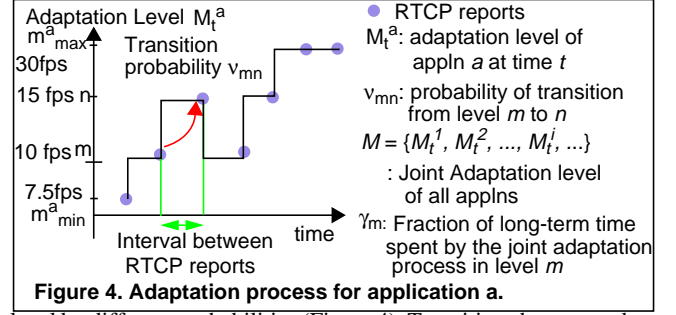 Adaptation Level M_t^a
m^a_max
30fps
15 fps n
10 fps m
7.5fps
m^a_min
Transition
probability ν_mn
Interval between
RTCP reports
time
RTCP reports
M_t^a: adaptation level of
appln a at time t
ν_mn: probability of transition
from level m to n
M = {M_t^1, M_t^2, ..., M_t^i, ...}
: Joint Adaptation level
of all applns
γ_m: Fraction of long-term time
spent by the joint adaptation
process in level m
Figure 4. Adaptation process for application a.